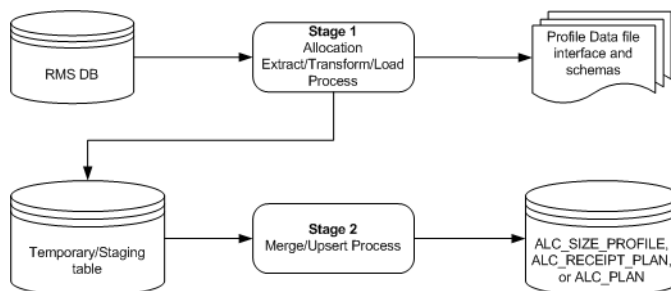 RMS DB
Stage 1
Allocation
Extract/Transform/Load
Process
Profile Data file
interface and
schemas
Temporary/Staging
table
Stage 2
Merge/Upsert Process
ALC_SIZE_PROFILE,
ALC_RECEIPT_PLAN,
or ALC_PLAN